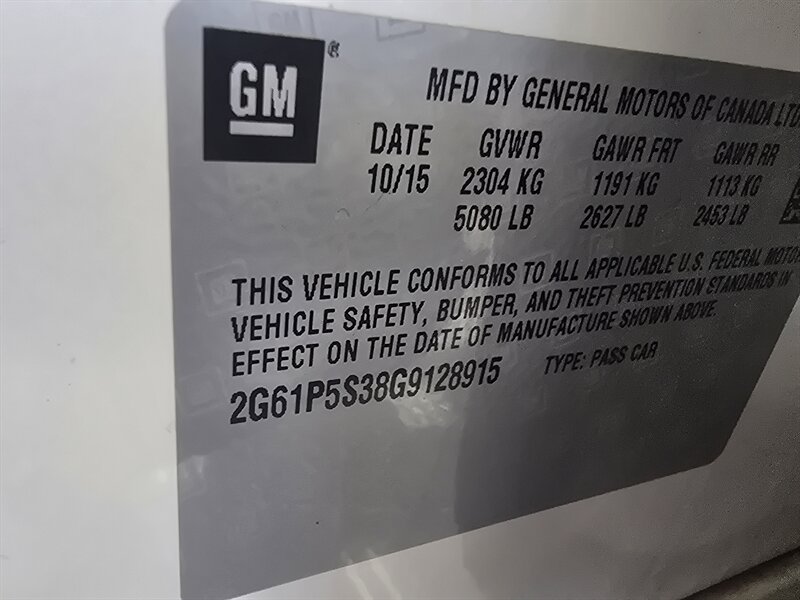 GM®
MFD BY GENERAL MOTORS OF CANADA LTD
DATE GVWR GAWR FRT GAWR RR
10/15 2304 KG 1191 KG 1113 KG
5080 LB 2627 LB 2453 LB
THIS VEHICLE CONFORMS TO ALL APPLICABLE U.S. FEDERAL MOTOR
VEHICLE SAFETY, BUMPER, AND THEFT PREVENTION STANDARDS IN
EFFECT ON THE DATE OF MANUFACTURE SHOWN ABOVE.
2G61P5S38G9128915 TYPE: PASS CAR